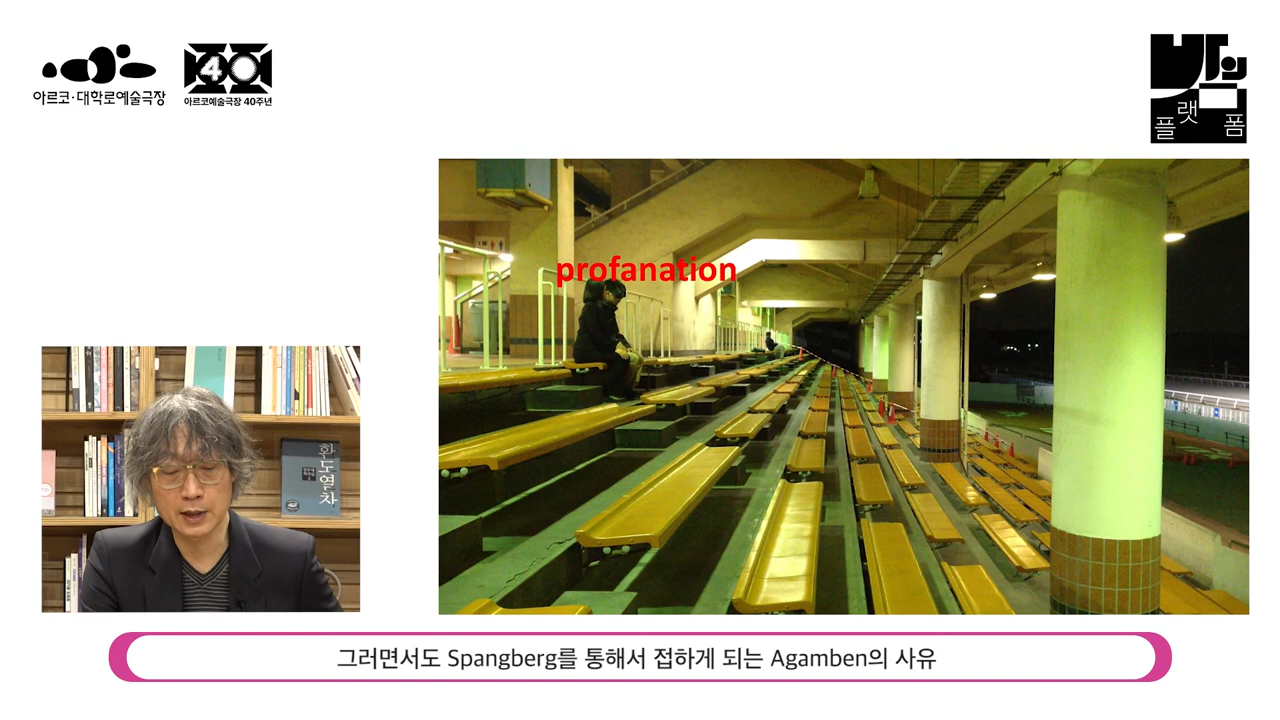 아르코·대학로예술극장
40
아르코예술극장 40주년
밤의
플랫폼
profanation
환도열차
그러면서도 Spangberg를 통해서 접하게 되는 Agamben의 사유